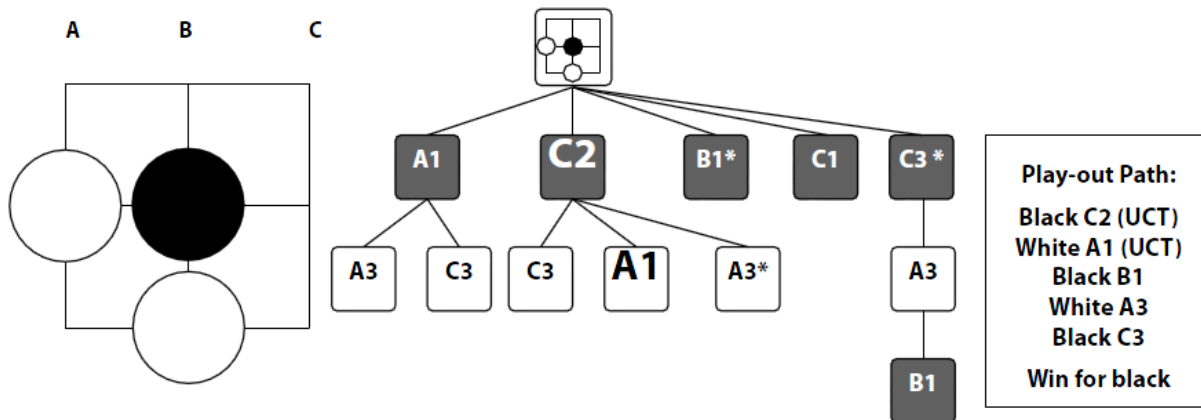 A B C
A1 C2 B1* C1 C3 *
A3 C3 C3 A1 A3* A3
B1
Play-out Path:
Black C2 (UCT)
White A1 (UCT)
Black B1
White A3
Black C3
Win for black